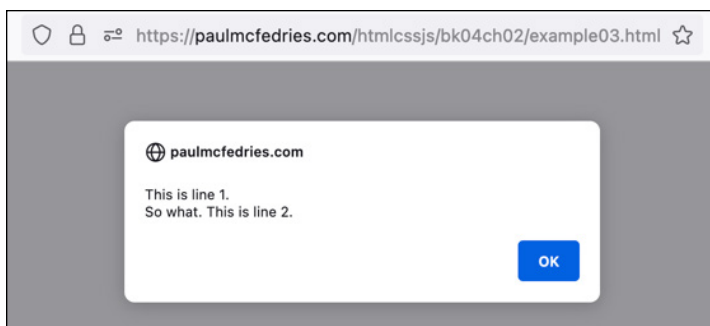 https://paulmcfedries.com/htmlcssjs/bk04ch02/example03.html
paulmcfedries.com
This is line 1.
So what. This is line 2.
OK